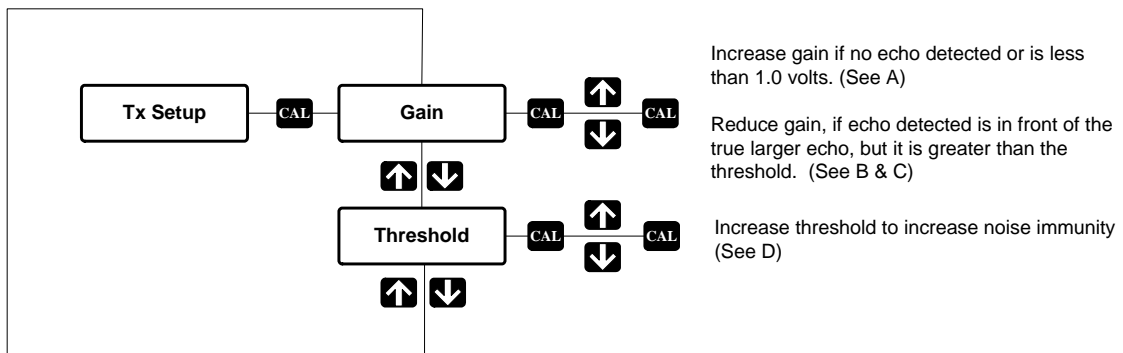 Increase gain if no echo detected or is less
than 1.0 volts. (See A)
Tx Setup
CAL
Gain
CAL
CAL
Reduce gain, if echo detected is in front of the
true larger echo, but it is greater than the
threshold. (See B & C)
Threshold
CAL
CAL
Increase threshold to increase noise immunity
(See D)